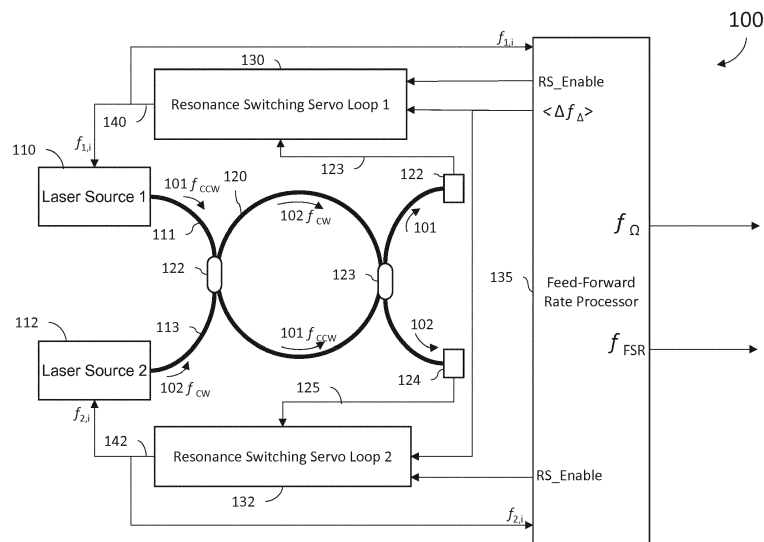 100
f1,i
130
RS_Enable
Resonance Switching Servo Loop 1
<ΔfΔ>
140
f1,i
110
123
122
Laser Source 1
101 fCCW
120
102 fCW
101
111
fΩ
122
123
135
Feed-Forward
Rate Processor
112
113
102
fFSR
101 fCCW
Laser Source 2
102 fCW
124
125
f2,i
142
Resonance Switching Servo Loop 2
RS_Enable
132
f2,i